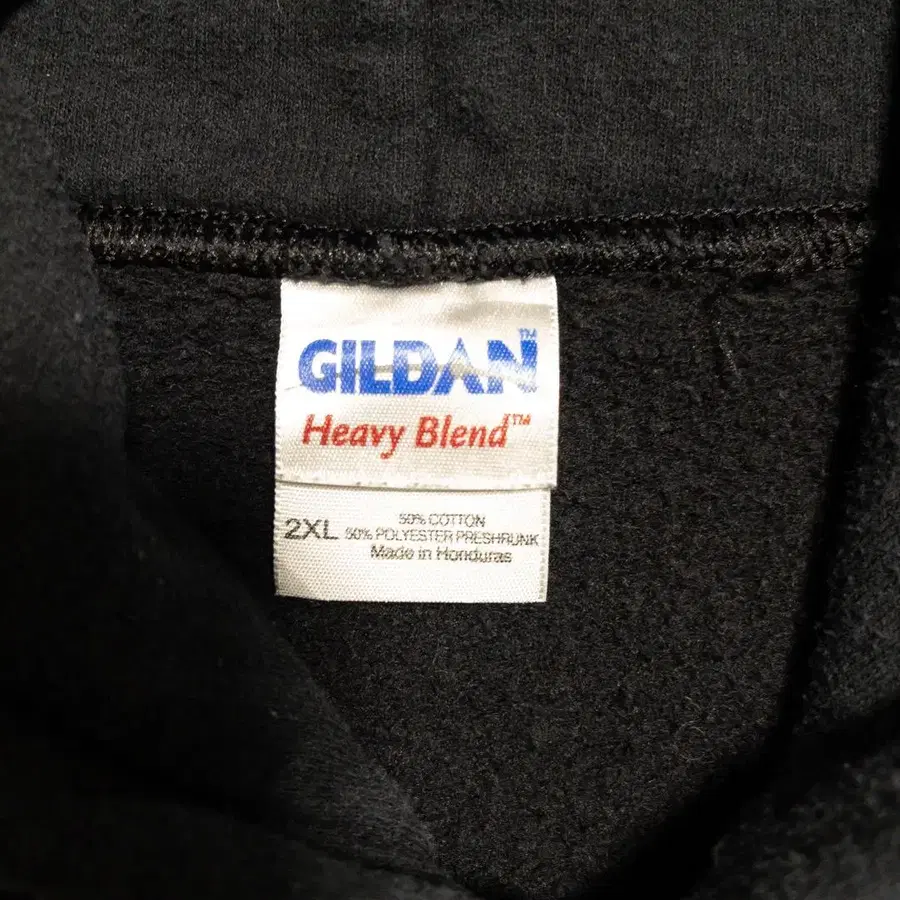 GILDAN™
Heavy Blend™
2XL
50% COTTON
50% POLYESTER PRESHRUNK
Made in Honduras